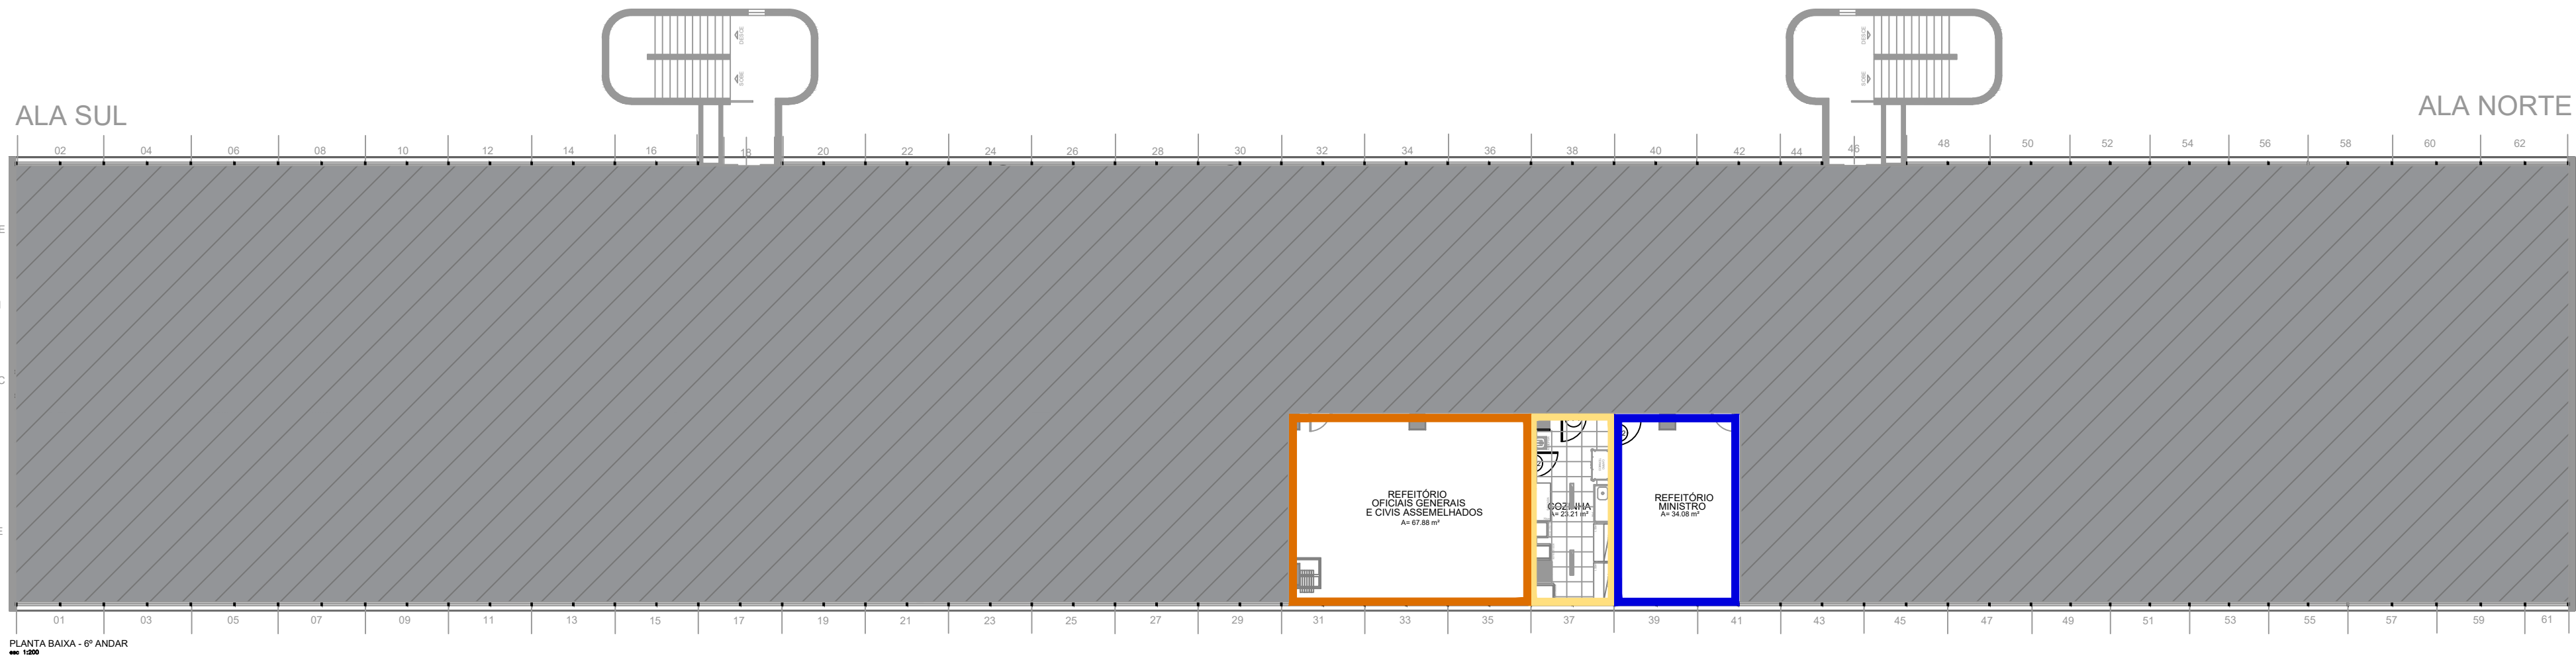 DESCE
DESCE
SOBE
SOBE
ALA SUL
ALA NORTE
02 04 06 08 10 12 14 16 18 20 22 24 26 28 30 32 34 36 38 40 42 44 46 48 50 52 54 56 58 60 62
REFEITÓRIO
OFICIAIS GENERAIS
E CIVIS ASSEMELHADOS
A= 67.88 m²
COZINHA
A= 23.21 m²
REFEITÓRIO
MINISTRO
A= 34.08 m²
01 03 05 07 09 11 13 15 17 19 21 23 25 27 29 31 33 35 37 39 41 43 45 47 49 51 53 55 57 59 61
PLANTA BAIXA - 6º ANDAR
esc 1:200